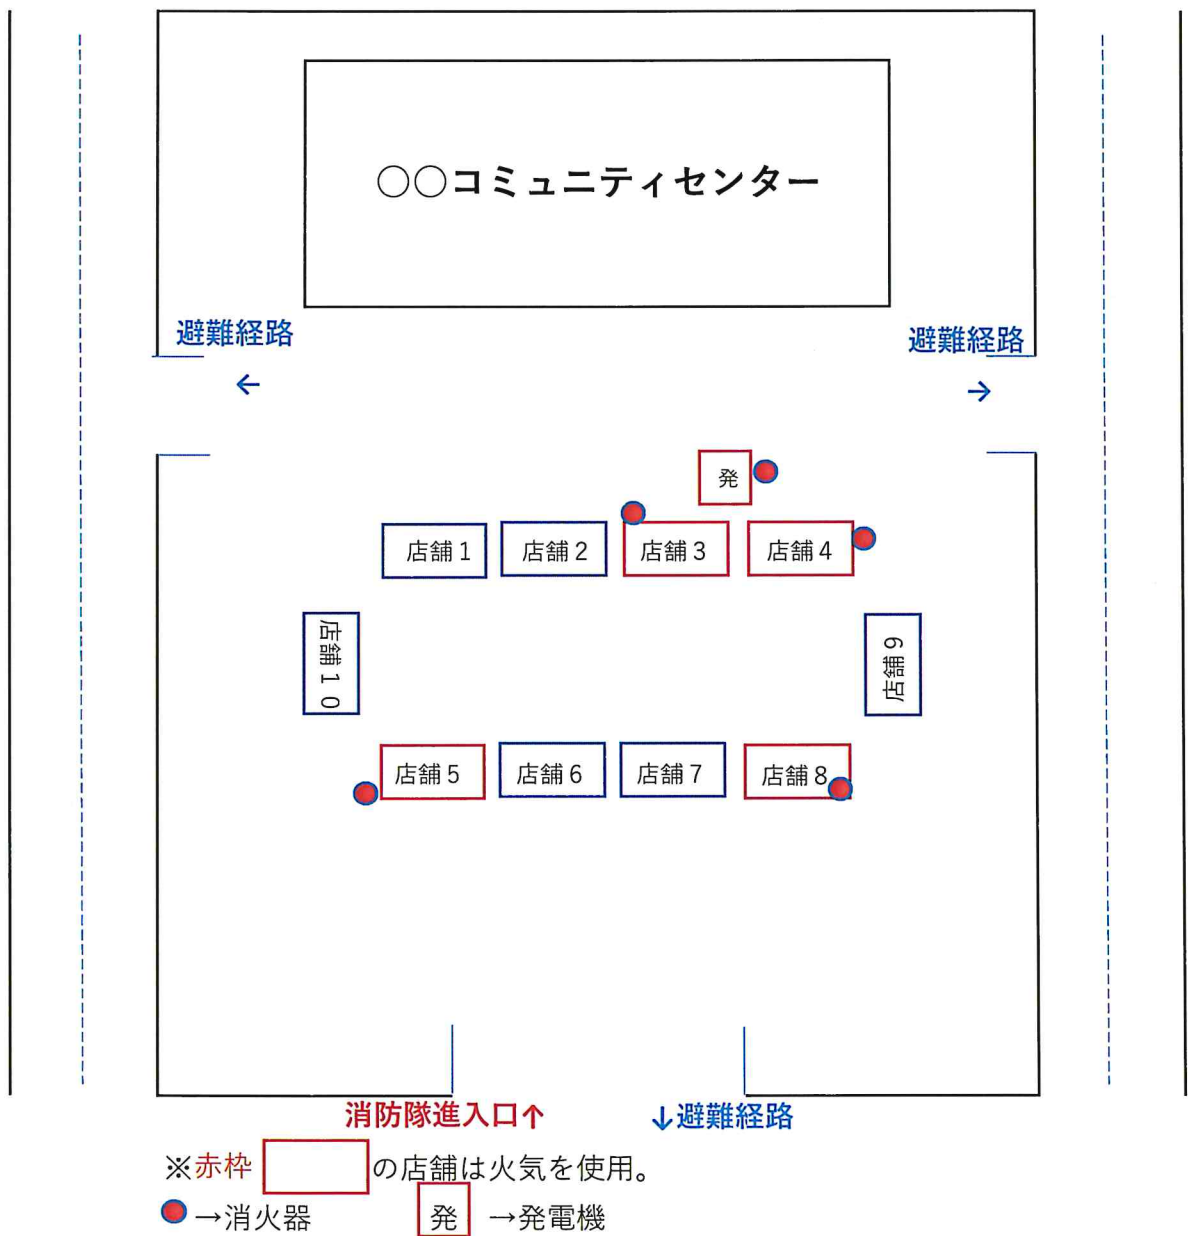 ○○コミュニティセンター
避難経路
避難経路
←
→
発
店舗1
店舗2
店舗3
店舗4
店舗10
店舗9
店舗5
店舗6
店舗7
店舗8
消防隊進入口↑
↓避難経路
※赤枠 の店舗は火気を使用。
→消火器 発 →発電機